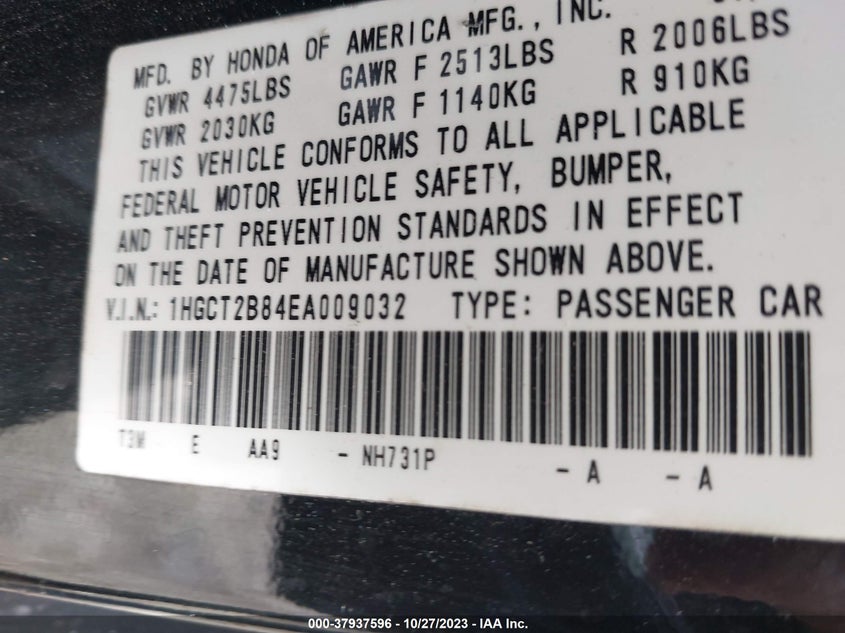 MFD. BY HONDA OF AMERICA MFG., INC.
GVWR 4475LBS GAWR F 2513LBS R 2006LBS
GVWR 2030KG GAWR F 1140KG R 910KG
THIS VEHICLE CONFORMS TO ALL APPLICABLE
FEDERAL MOTOR VEHICLE SAFETY, BUMPER,
AND THEFT PREVENTION STANDARDS IN EFFECT
ON THE DATE OF MANUFACTURE SHOWN ABOVE.
V.I.N.: 1HGCT2B84EA009032 TYPE: PASSENGER CAR
T3M E AA9 - NH731P - A - A
000-37937596 - 10/27/2023 - IAA Inc.